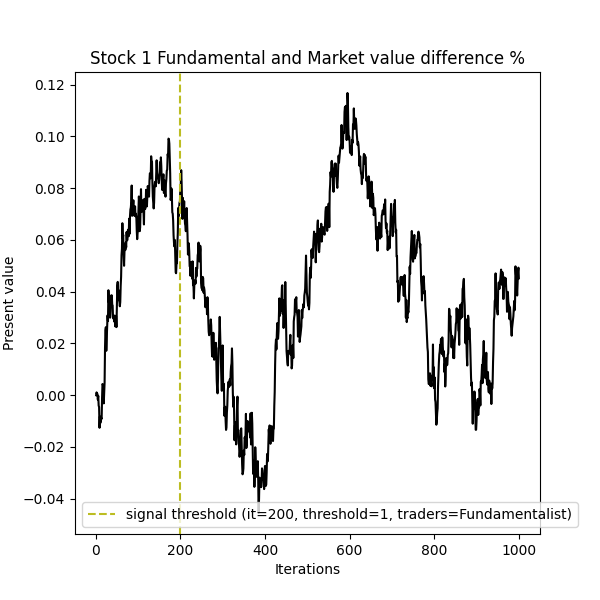 Stock 1 Fundamental and Market value difference %
0.12
0.10
0.08
0.06
0.04
0.02
0.00
−0.02
−0.04
Present value
signal threshold (it=200, threshold=1, traders=Fundamentalist)
0 200 400 600 800 1000
Iterations